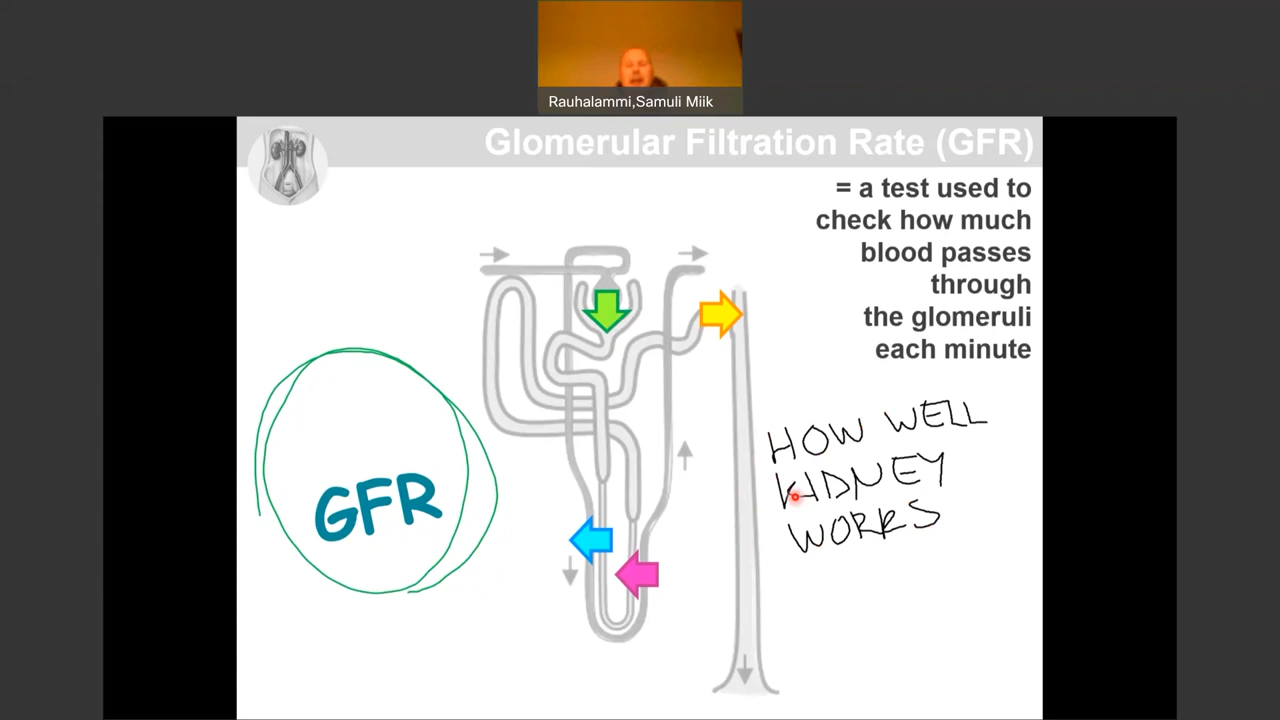 Rauhalammi,Samuli Miik
Glomerular Filtration Rate (GFR)
= a test used to
check how much
blood passes
through
the glomeruli
each minute
GFR
HOW WELL
KIDNEY
WORKS